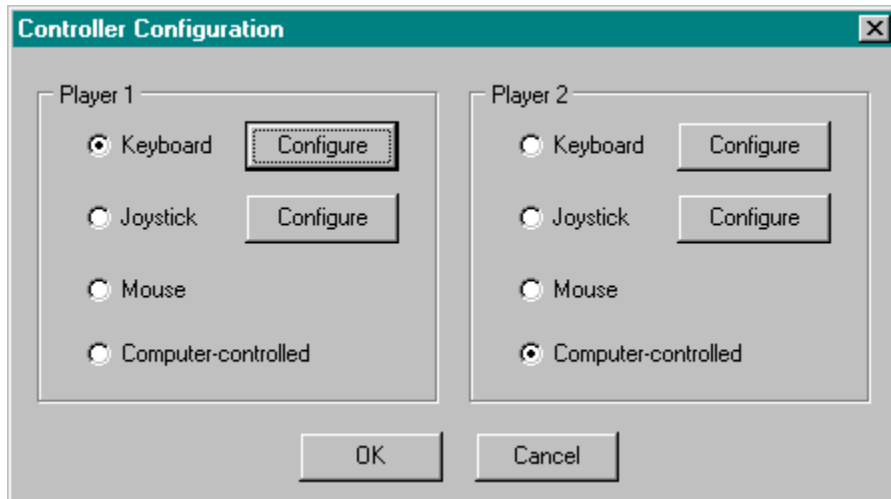 Controller Configuration
Player 1
Keyboard Configure
Joystick Configure
Mouse
Computer-controlled
Player 2
Keyboard Configure
Joystick Configure
Mouse
Computer-controlled
OK Cancel